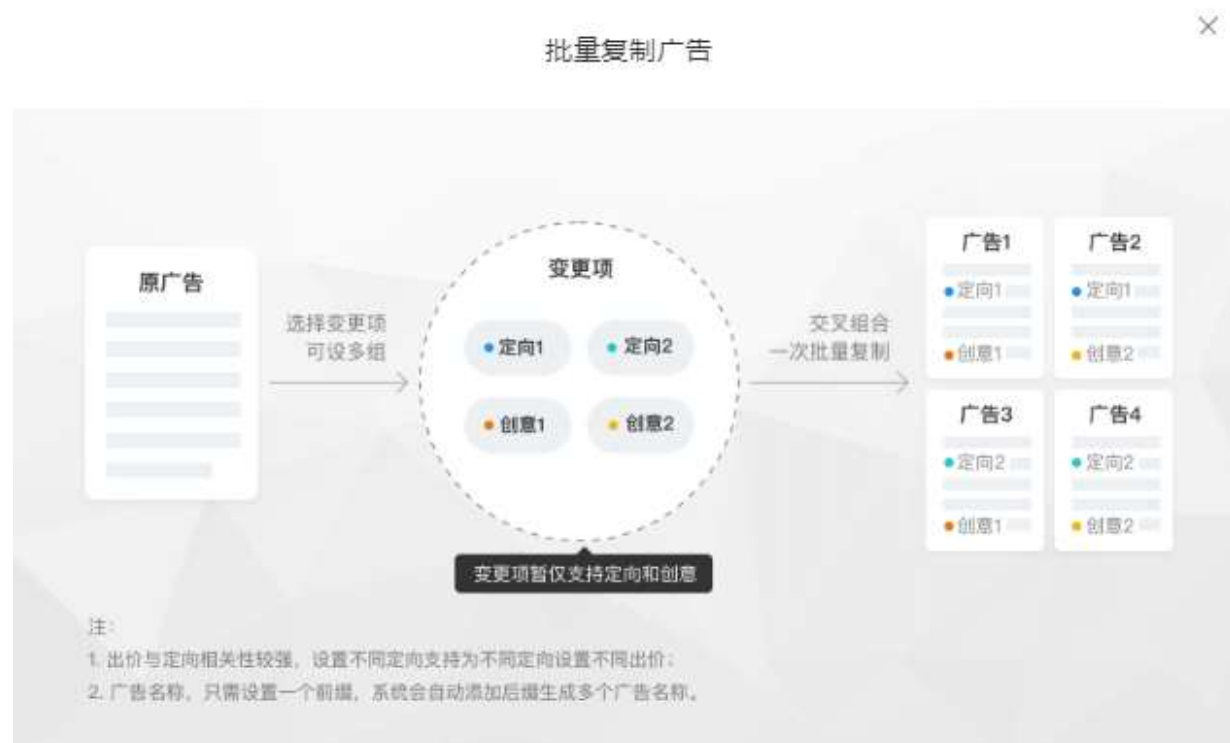 批量复制广告
原广告
选择变更项
可设多组
变更项
定向1
定向2
创意1
创意2
变更项暂仅支持定向和创意
交叉组合
一次批量复制
广告1
定向1
创意1
广告2
定向1
创意2
广告3
定向2
创意1
广告4
定向2
创意2
注：
1. 出价与定向相关性较强，设置不同定向支持为不同定向设置不同出价；
2. 广告名称，只需设置一个前缀，系统会自动添加后缀生成多个广告名称。